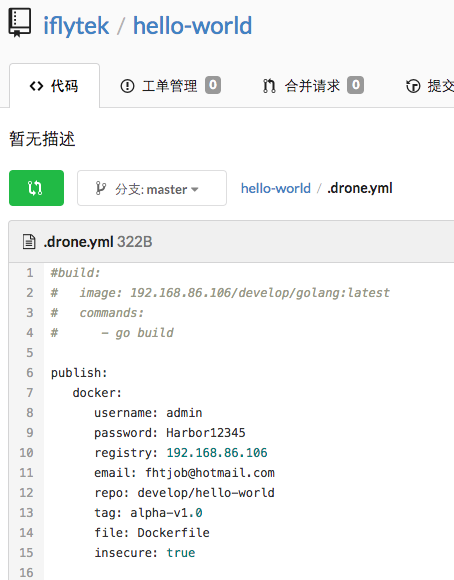 iflytek / hello-world
代码 工单管理 0 合并请求 0 提交
暂无描述
分支: master hello-world / .drone.yml
.drone.yml 322B
1 #build:
2 #   image: 192.168.86.106/develop/golang:latest
3 #   commands:
4 #      - go build
5
6 publish:
7    docker:
8       username: admin
9       password: Harbor12345
10       registry: 192.168.86.106
11       email: fhtjob@hotmail.com
12       repo: develop/hello-world
13       tag: alpha-v1.0
14       file: Dockerfile
15       insecure: true
16